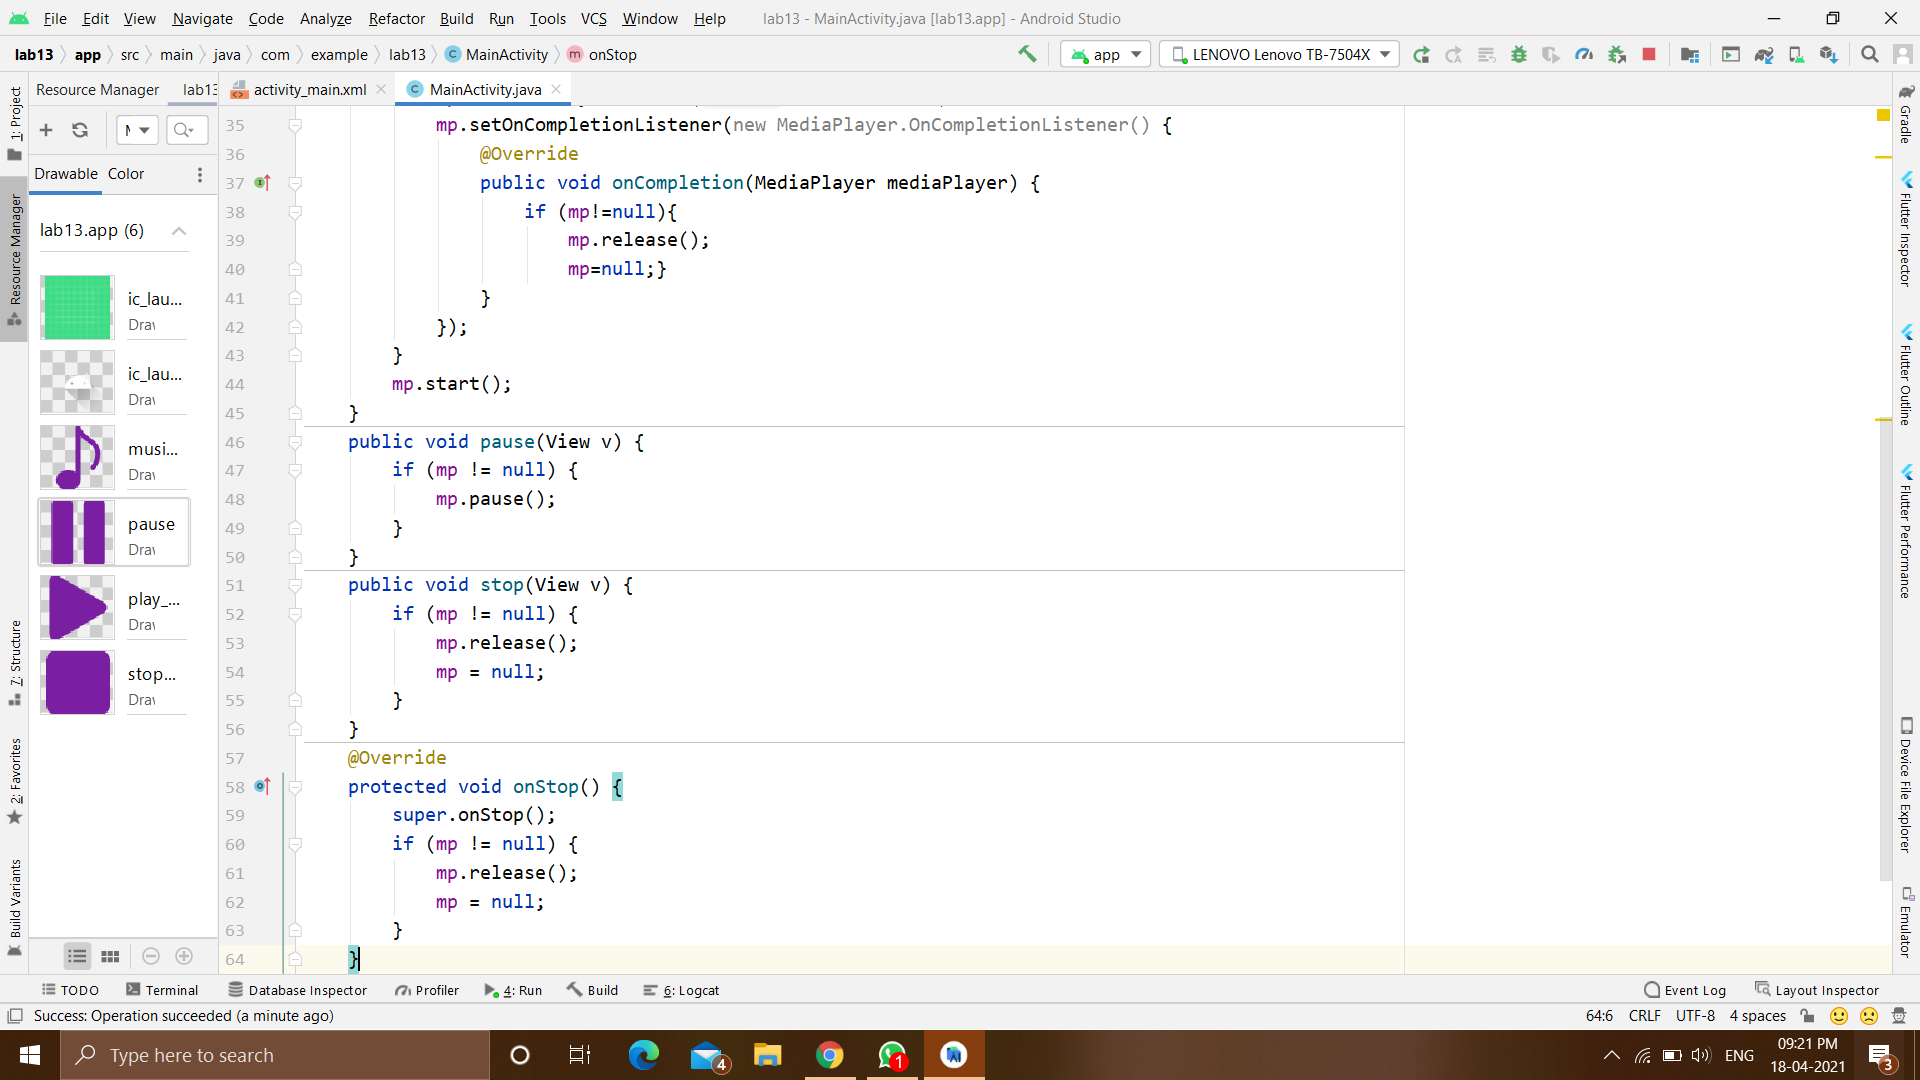 File Edit View Navigate Code Analyze Refactor Build Run Tools VCS Window Help lab13 - MainActivity.java [lab13.app] - Android Studio
lab13 app src main java com example lab13 C MainActivity m onStop app LENOVO Lenovo TB-7504X
1: Project
Resource Manager
7: Structure
2: Favorites
Build Variants
Resource Manager lab13
Drawable Color
lab13.app (6)
ic_lau...
Drav
ic_lau...
Drav
musi...
Drav
pause
Drav
play_...
Drav
stop...
Drav
activity_main.xml C MainActivity.java
35 mp.setOnCompletionListener(new MediaPlayer.OnCompletionListener() {
36 @Override
37 public void onCompletion(MediaPlayer mediaPlayer) {
38 if (mp!=null){
39 mp.release();
40 mp=null;}
41 }
42 });
43 }
44 mp.start();
45 }
46 public void pause(View v) {
47 if (mp != null) {
48 mp.pause();
49 }
50 }
51 public void stop(View v) {
52 if (mp != null) {
53 mp.release();
54 mp = null;
55 }
56 }
57 @Override
58 protected void onStop() {
59 super.onStop();
60 if (mp != null) {
61 mp.release();
62 mp = null;
63 }
64 }
Gradle
Flutter Inspector
Flutter Outline
Flutter Performance
Device File Explorer
Emulator
TODO Terminal Database Inspector Profiler 4: Run Build 6: Logcat Event Log Layout Inspector
Success: Operation succeeded (a minute ago) 64:6 CRLF UTF-8 4 spaces
Type here to search 4 1 ENG 09:21 PM
18-04-2021 3